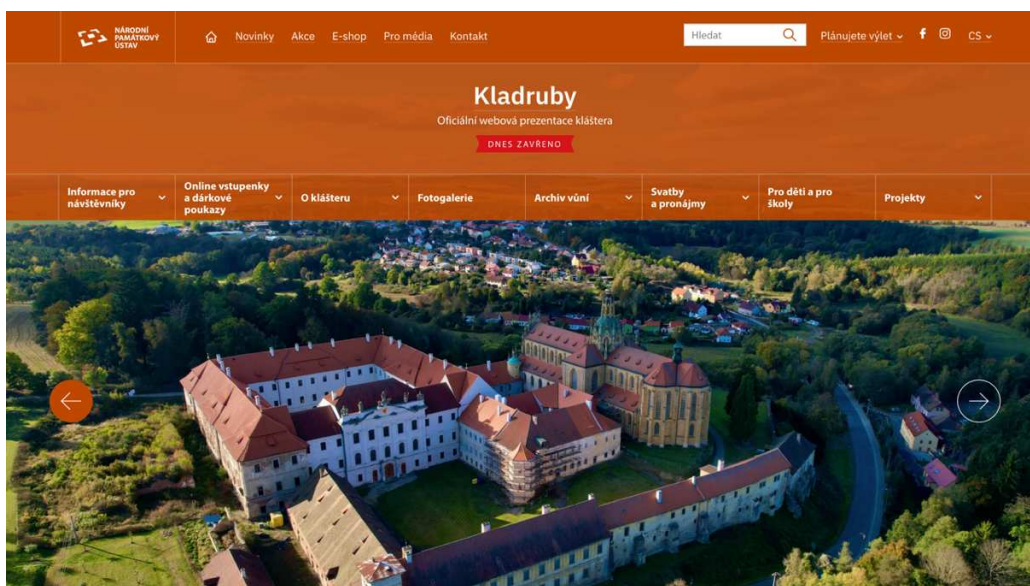 NÁRODNÍ
PAMÁTKOVÝ
ÚSTAV
Novinky Akce E-shop Pro média Kontakt
Hledat
Plánujete výlet
f
CS
Kladruby
Oficiální webová prezentace kláštera
DNES ZAVŘENO
Informace pro
návštěvníky
Online vstupenky
a dárkové
poukazy
O klášteru
Fotogalerie
Archiv vůní
Svatby
a pronájmy
Pro děti a pro
školy
Projekty